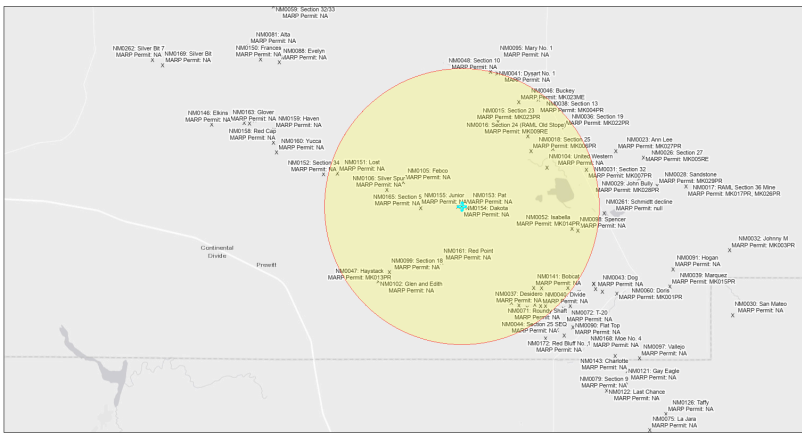 NM0059: Section 32/33
MARP Permit: NA
NM0081: Alta
MARP Permit: NA
NM0262: Silver Bit 7
MARP Permit: NA
NM0150: Frances
MARP Permit: NA
NM0169: Silver Bit
MARP Permit: NA
NM0088: Evelyn
MARP Permit: NA
NM0095: Mary No. 1
MARP Permit: NA
NM0048: Section 10
MARP Permit: NA
NM0041: Dysart No. 1
MARP Permit: NA
NM0046: Buckey
MARP Permit: MK023ME
NM0038: Section 13
MARP Permit: MK004PR
NM0015: Section 23
MARP Permit: MK023PR
NM0036: Section 19
MARP Permit: MK022PR
NM0016: Section 24 (RAML Old Stope)
MARP Permit: MK009RE
NM0146: Elkins
MARP Permit: NA
NM0163: Glover
MARP Permit: NA
NM0159: Haven
MARP Permit: NA
NM0158: Red Cap
MARP Permit: NA
NM0160: Yucca
MARP Permit: NA
NM0018: Section 25
MARP Permit: MK006PR
NM0023: Ann Lee
MARP Permit: MK027PR
NM0026: Section 27
MARP Permit: MK005RE
NM0104: United Western
MARP Permit: NA
NM0152: Section 34
MARP Permit: NA
NM0151: Lost
MARP Permit: NA
NM0105: Febco
MARP Permit: NA
NM0031: Section 32
MARP Permit: MK007PR
NM0028: Sandstone
MARP Permit: MK029PR
NM0106: Silver Spur
MARP Permit: NA
NM0029: John Bully
MARP Permit: MK028PR
NM0017: RAML Section 36 Mine
MARP Permit: MK017PR, MK026PR
NM0165: Section 5
MARP Permit: NA
NM0155: Junior
MARP Permit: NA
NM0153: Pat
MARP Permit: NA
NM0154: Dakota
MARP Permit: NA
NM0261: Schmidtt decline
MARP Permit: null
NM0052: Isabella
MARP Permit: MK014PR
NM0098: Spencer
MARP Permit: NA
NM0032: Johnny M
MARP Permit: MK003PR
Continental
Divide
Prewitt
NM0161: Red Point
MARP Permit: NA
NM0099: Section 18
MARP Permit: NA
NM0091: Hogan
MARP Permit: NA
NM0047: Haystack
MARP Permit: MK013PR
NM0102: Glen and Edith
MARP Permit: NA
NM0141: Bobcat
MARP Permit: NA
NM0043: Dog
MARP Permit: NA
NM0039: Marquez
MARP Permit: MK015PR
NM0037: Desidero
MARP Permit: NA
NM0040: Divide
MARP Permit: NA
NM0060: Doris
MARP Permit: MK001PR
NM0030: San Mateo
MARP Permit: NA
NM0071: Roundy Shaft
MARP Permit: NA
NM0072: T-20
MARP Permit: NA
NM0044: Section 25 SEQ
MARP Permit: NA
NM0090: Flat Top
MARP Permit: NA
NM0172: Red Bluff No. 1
MARP Permit: NA
NM0168: Moe No. 4
MARP Permit: NA
NM0097: Vallejo
MARP Permit: NA
NM0143: Charlotte
MARP Permit: NA
NM0121: Gay Eagle
MARP Permit: NA
NM0079: Section 9
MARP Permit: NA
NM0122: Last Chance
MARP Permit: NA
NM0126: Taffy
MARP Permit: NA
NM0075: La Jara
MARP Permit: NA